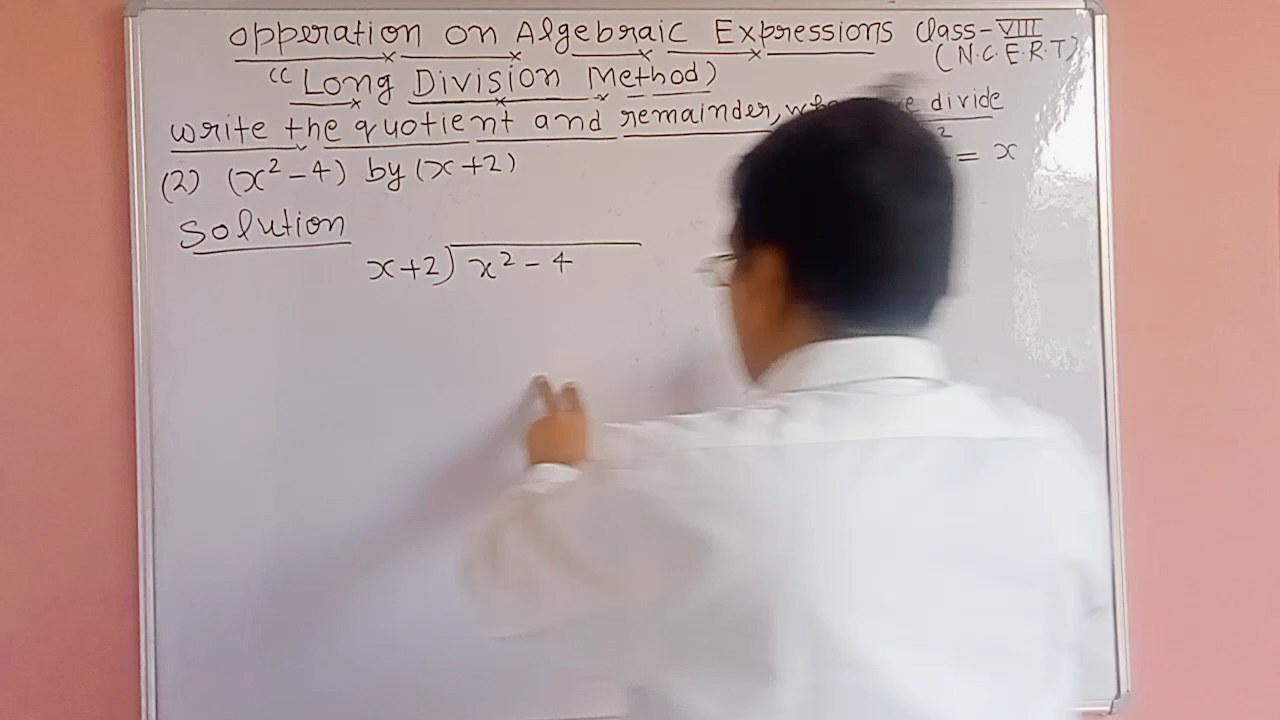 Opperation on Algebraic Expressions Class-VIII
(N.C.E.R.T)
"Long Division Method)
write the quotient and remainder, divide
(2) (x² - 4) by (x+2)
2 = x
Solution
x+2) x² - 4